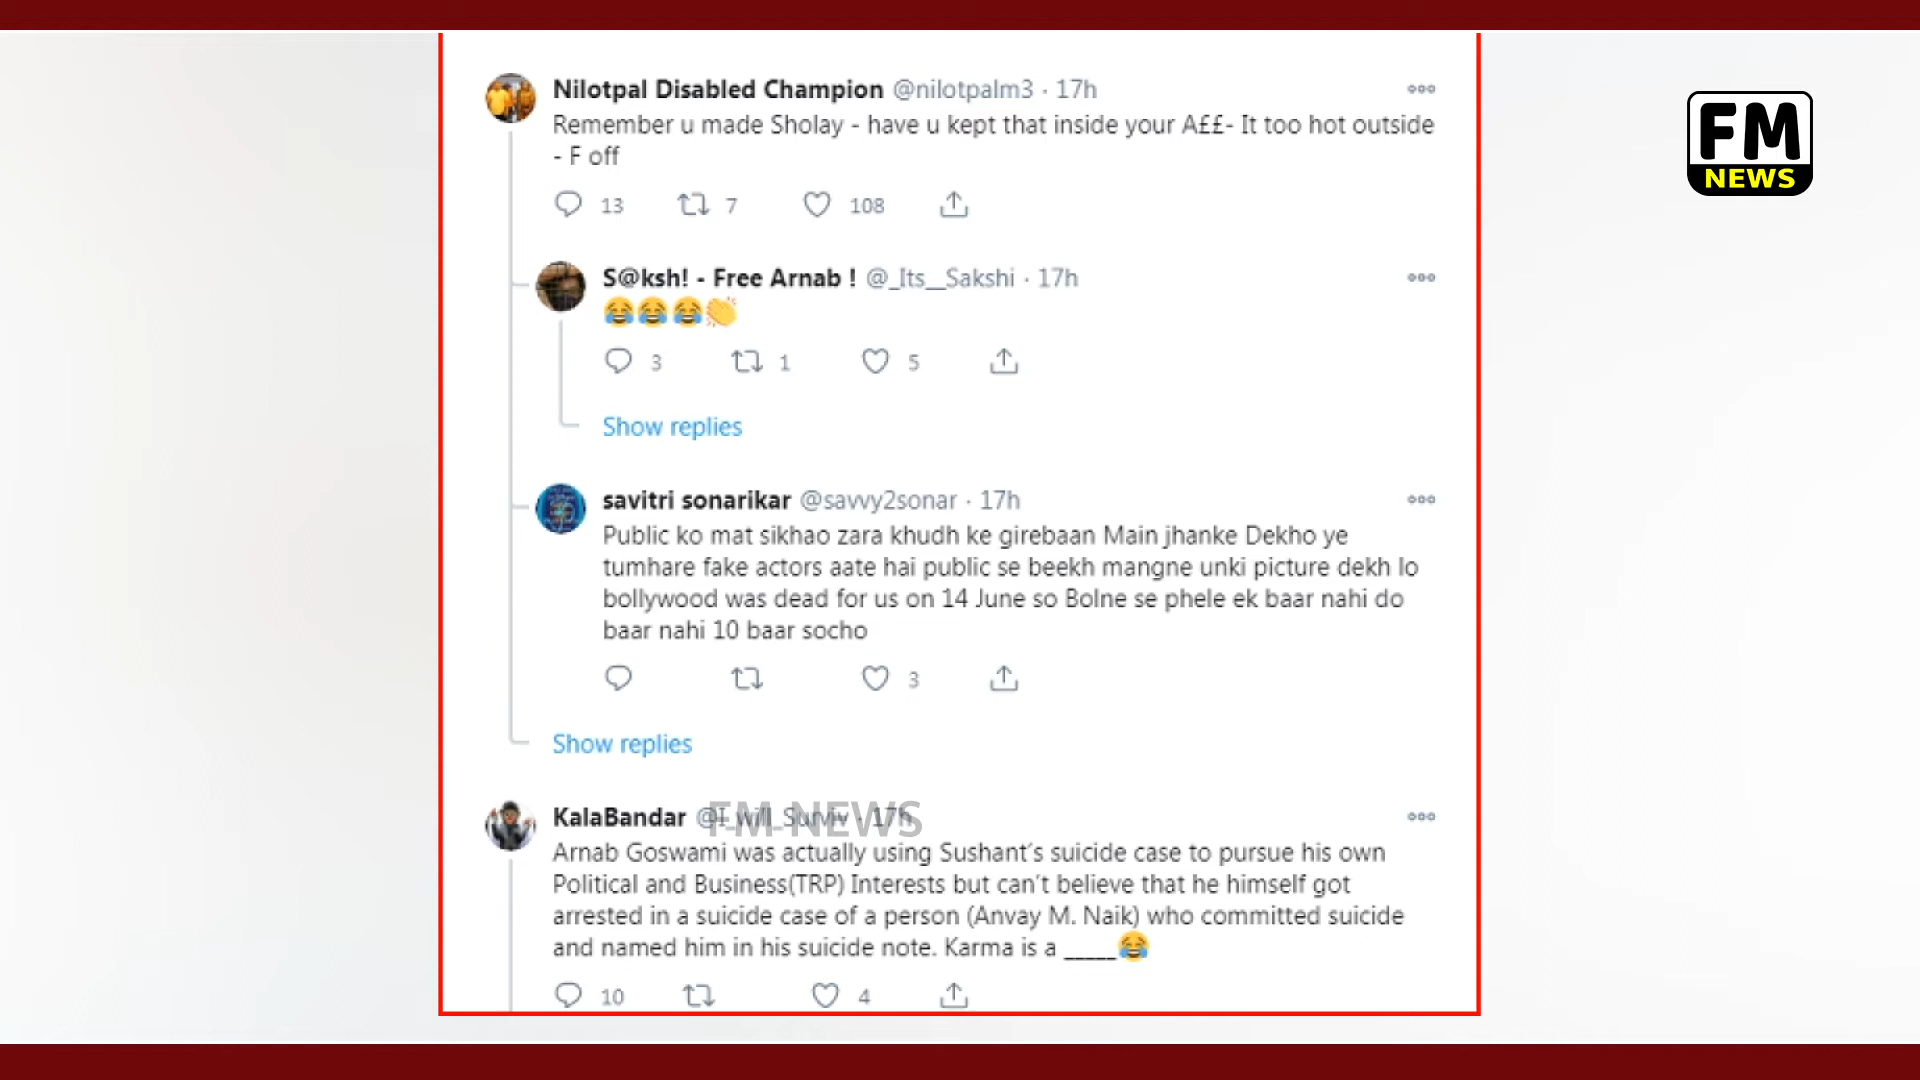 FM
NEWS
Nilotpal Disabled Champion @nilotpalm3 · 17h
Remember u made Sholay - have u kept that inside your A££- It too hot outside
- F off
13 7 108
S@ksh! - Free Arnab ! @_Its__Sakshi · 17h
😂😂😂👏
3 1 5
Show replies
savitri sonarikar @savvy2sonar · 17h
Public ko mat sikhao zara khudh ke girebaan Main jhanke Dekho ye
tumhare fake actors aate hai public se beekh mangne unki picture dekh lo
bollywood was dead for us on 14 June so Bolne se phele ek baar nahi do
baar nahi 10 baar socho
3
Show replies
KalaBandar @I_will_Surviv · 17h
FM NEWS
Arnab Goswami was actually using Sushant's suicide case to pursue his own
Political and Business(TRP) Interests but can't believe that he himself got
arrested in a suicide case of a person (Anvay M. Naik) who committed suicide
and named him in his suicide note. Karma is a _____😂
10 4